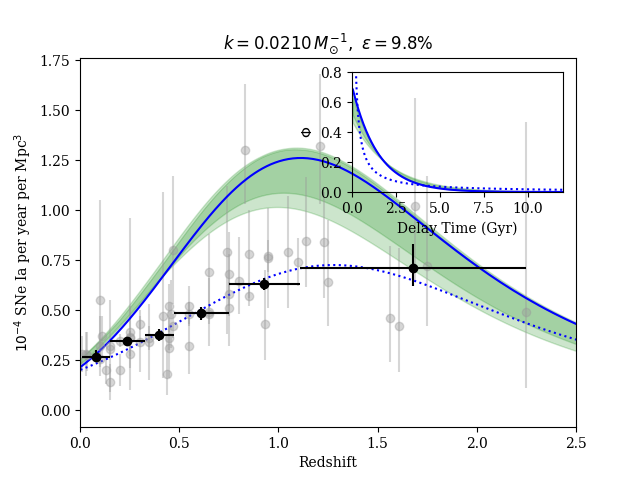 k = 0.0210 M⊙⁻¹, ε = 9.8%
1.75
1.50
1.25
1.00
0.75
0.50
0.25
0.00
10⁻⁴ SNe Ia per year per Mpc³
0.0 0.5 1.0 1.5 2.0 2.5
Redshift
0.8
0.6
0.4
0.2
0.0
0.0 2.5 5.0 7.5 10.0
Delay Time (Gyr)